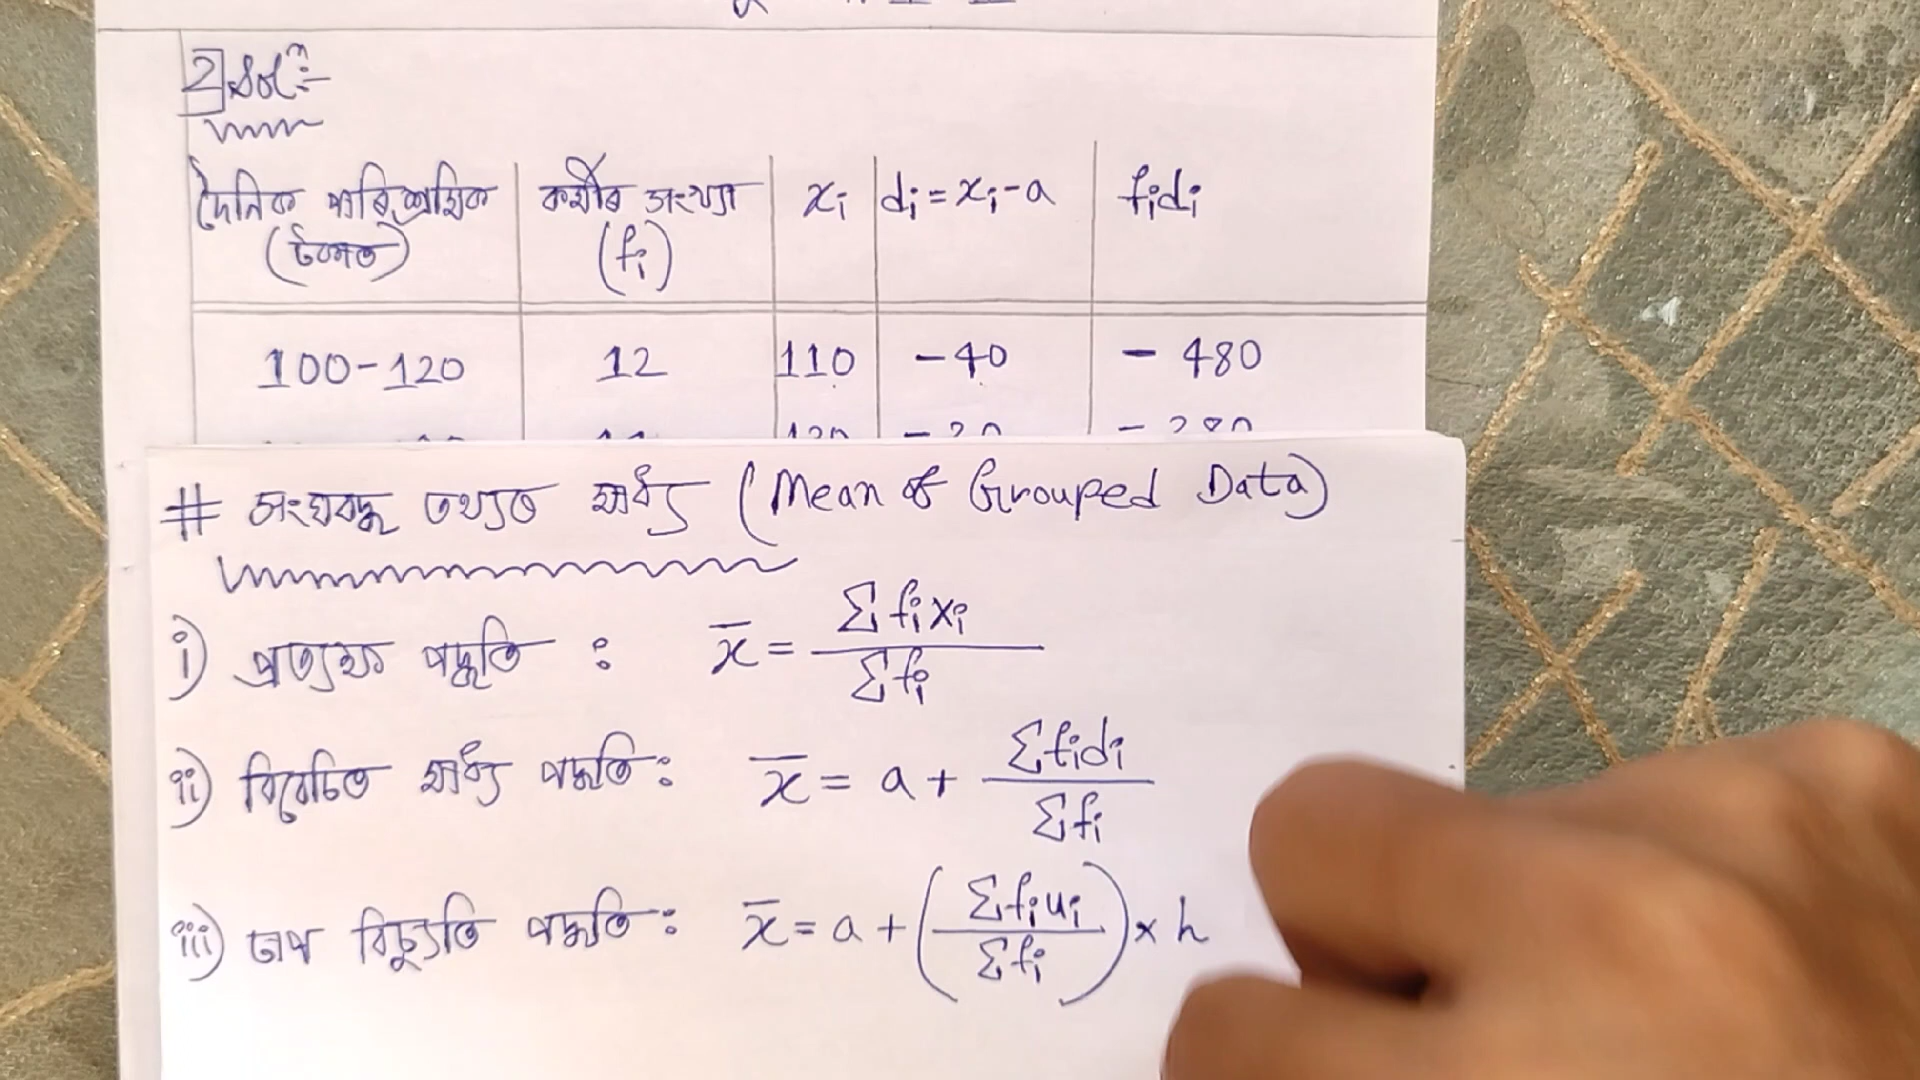 2 Solⁿ:-
দৈনিক পাৰিশ্ৰমিক (টকাত) কৰ্মীৰ সংখ্যা (fᵢ) xᵢ dᵢ = xᵢ - a fᵢdᵢ
100-120 12 110 -40 - 480
# সংঘবদ্ধ তথ্যৰ মাধ্য (Mean of Grouped Data)
i) প্ৰত্যক্ষ পদ্ধতি : x̄ = Σfᵢxᵢ / Σfᵢ
ii) বিবেচিত মাধ্য পদ্ধতি : x̄ = a + Σfᵢdᵢ / Σfᵢ
iii) জাপ বিচ্যুতি পদ্ধতি : x̄ = a + (Σfᵢuᵢ / Σfᵢ) × h